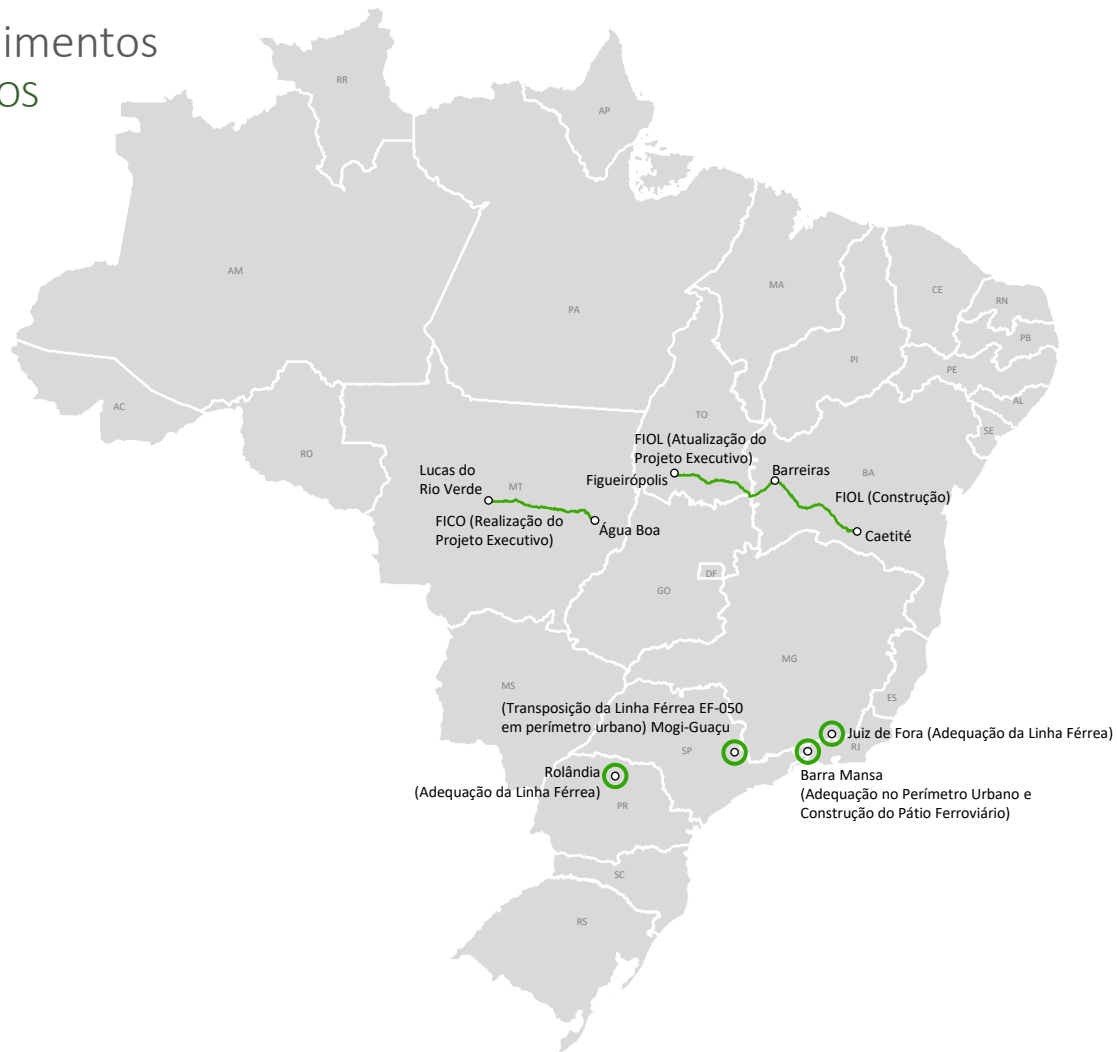 imentos
OS
RR
AP
AM
PA
MA
CE
RN
PB
PI
PE
AC
AL
TO
SE
RO
FIOL (Atualização do
Projeto Executivo)
Figueirópolis
Barreiras
BA
FIOL (Construção)
Caetité
Lucas do
Rio Verde
MT
FICO (Realização do
Projeto Executivo)
Água Boa
DF
GO
MG
MS
ES
(Transposição da Linha Férrea EF-050
em perímetro urbano) Mogi-Guaçu
SP
Juiz de Fora (Adequação da Linha Férrea)
RJ
Rolândia
(Adequação da Linha Férrea)
Barra Mansa
(Adequação no Perímetro Urbano e
Construção do Pátio Ferroviário)
PR
SC
RS